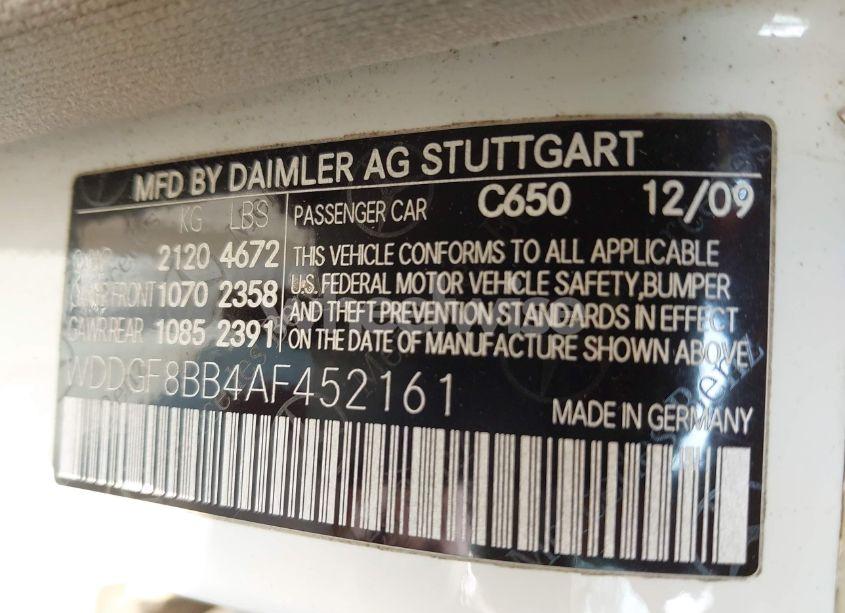 MFD BY DAIMLER AG STUTTGART
KG LBS PASSENGER CAR C650 12/09
GVWR 2120 4672
GAWR FRONT 1070 2358
GAWR REAR 1085 2391
THIS VEHICLE CONFORMS TO ALL APPLICABLE
U.S. FEDERAL MOTOR VEHICLE SAFETY, BUMPER
AND THEFT PREVENTION STANDARDS IN EFFECT
ON THE DATE OF MANUFACTURE SHOWN ABOVE.
WDDGF8BB4AF452161
MADE IN GERMANY